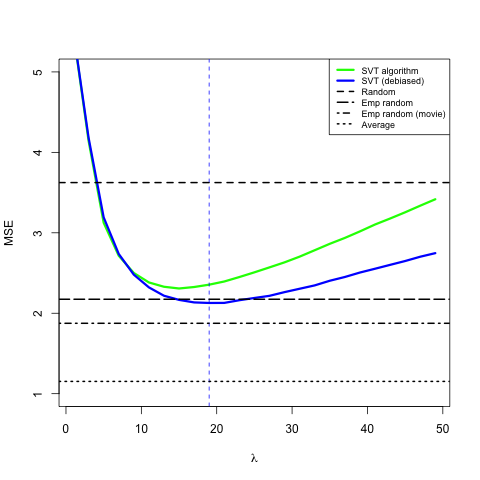 SVT algorithm
SVT (debiased)
Random
Emp random
Emp random (movie)
Average
MSE
5
4
3
2
1
0 10 20 30 40 50
λ